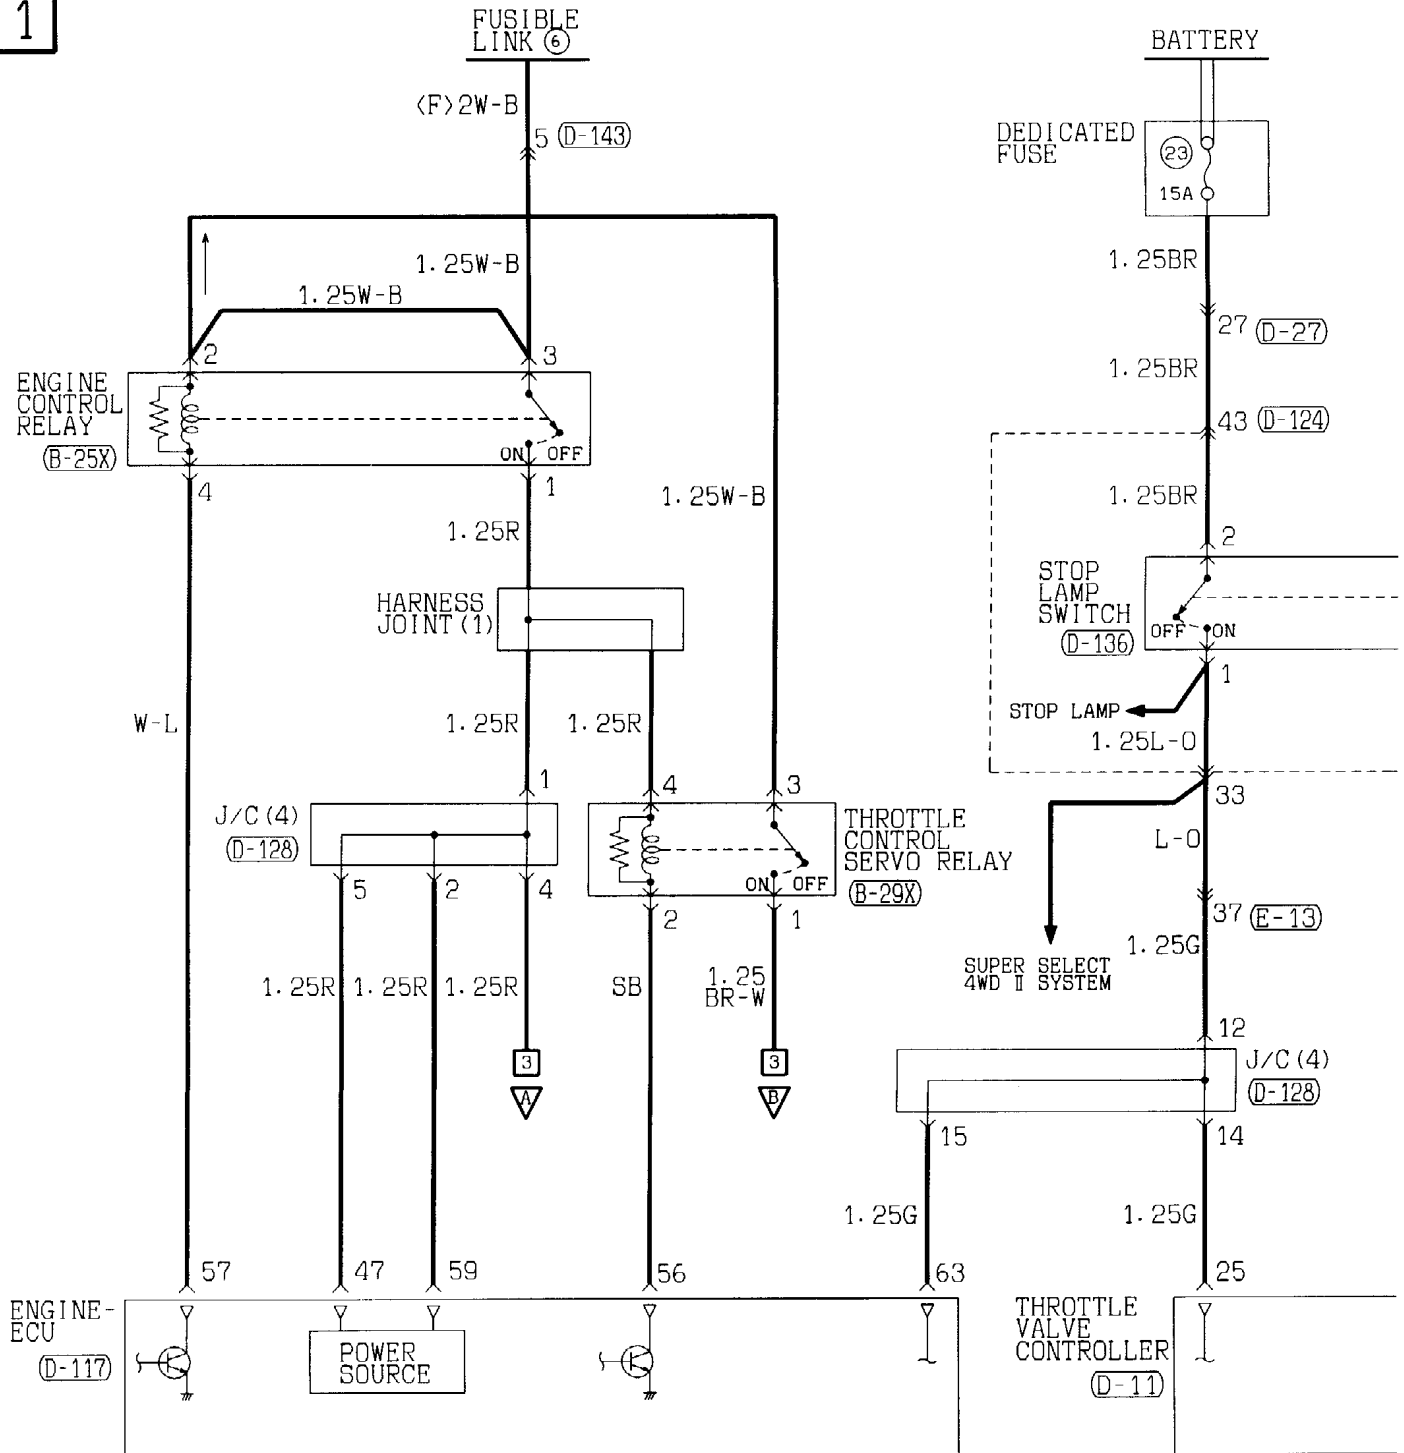 1
FUSIBLE
LINK ⑥
BATTERY
<F>2W-B
5 (D-143)
DEDICATED
FUSE
23
15A
1.25W-B
1.25BR
1.25W-B
27 (D-27)
2
3
1.25BR
ENGINE
CONTROL
RELAY
(B-25X)
ON OFF
43 (D-124)
4
1
1.25W-B
1.25BR
1.25R
2
STOP
LAMP
SWITCH
(D-136)
OFF ON
HARNESS
JOINT(1)
1
STOP LAMP
W-L
1.25R
1.25R
1.25L-O
1
4
3
33
J/C(4)
(D-128)
THROTTLE
CONTROL
SERVO RELAY
(B-29X)
ON OFF
L-O
5
2
4
2
1
37 (E-13)
1.25G
1.25R
1.25R
1.25R
SB
1.25
BR-W
SUPER SELECT
4WD Ⅱ SYSTEM
12
3
A
3
B
J/C(4)
(D-128)
15
14
1.25G
1.25G
57
47
59
56
63
25
ENGINE-
ECU
(D-117)
POWER
SOURCE
THROTTLE
VALVE
CONTROLLER
(D-11)